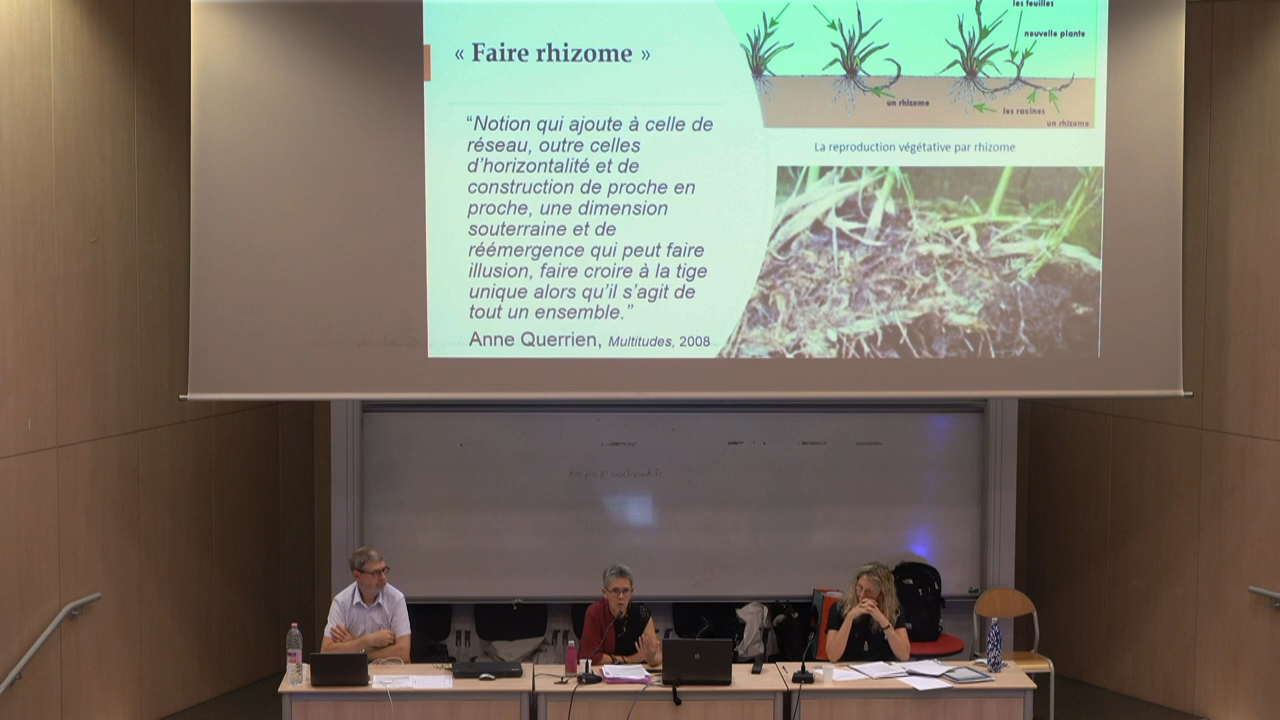 « Faire rhizome »
“Notion qui ajoute à celle de
réseau, outre celles
d’horizontalité et de
construction de proche en
proche, une dimension
souterraine et de
réémergence qui peut faire
illusion, faire croire à la tige
unique alors qu’il s’agit de
tout un ensemble.”
Anne Querrien, Multitudes, 2008
les feuilles
nouvelle plante
un rhizome
les racines
un rhizome
La reproduction végétative par rhizome